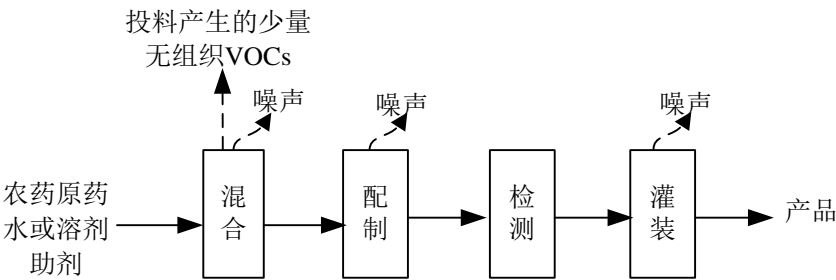 投料产生的少量
无组织VOCs
噪声
噪声
噪声
农药原药
水或溶剂
助剂
混合
配制
检测
灌装
产品